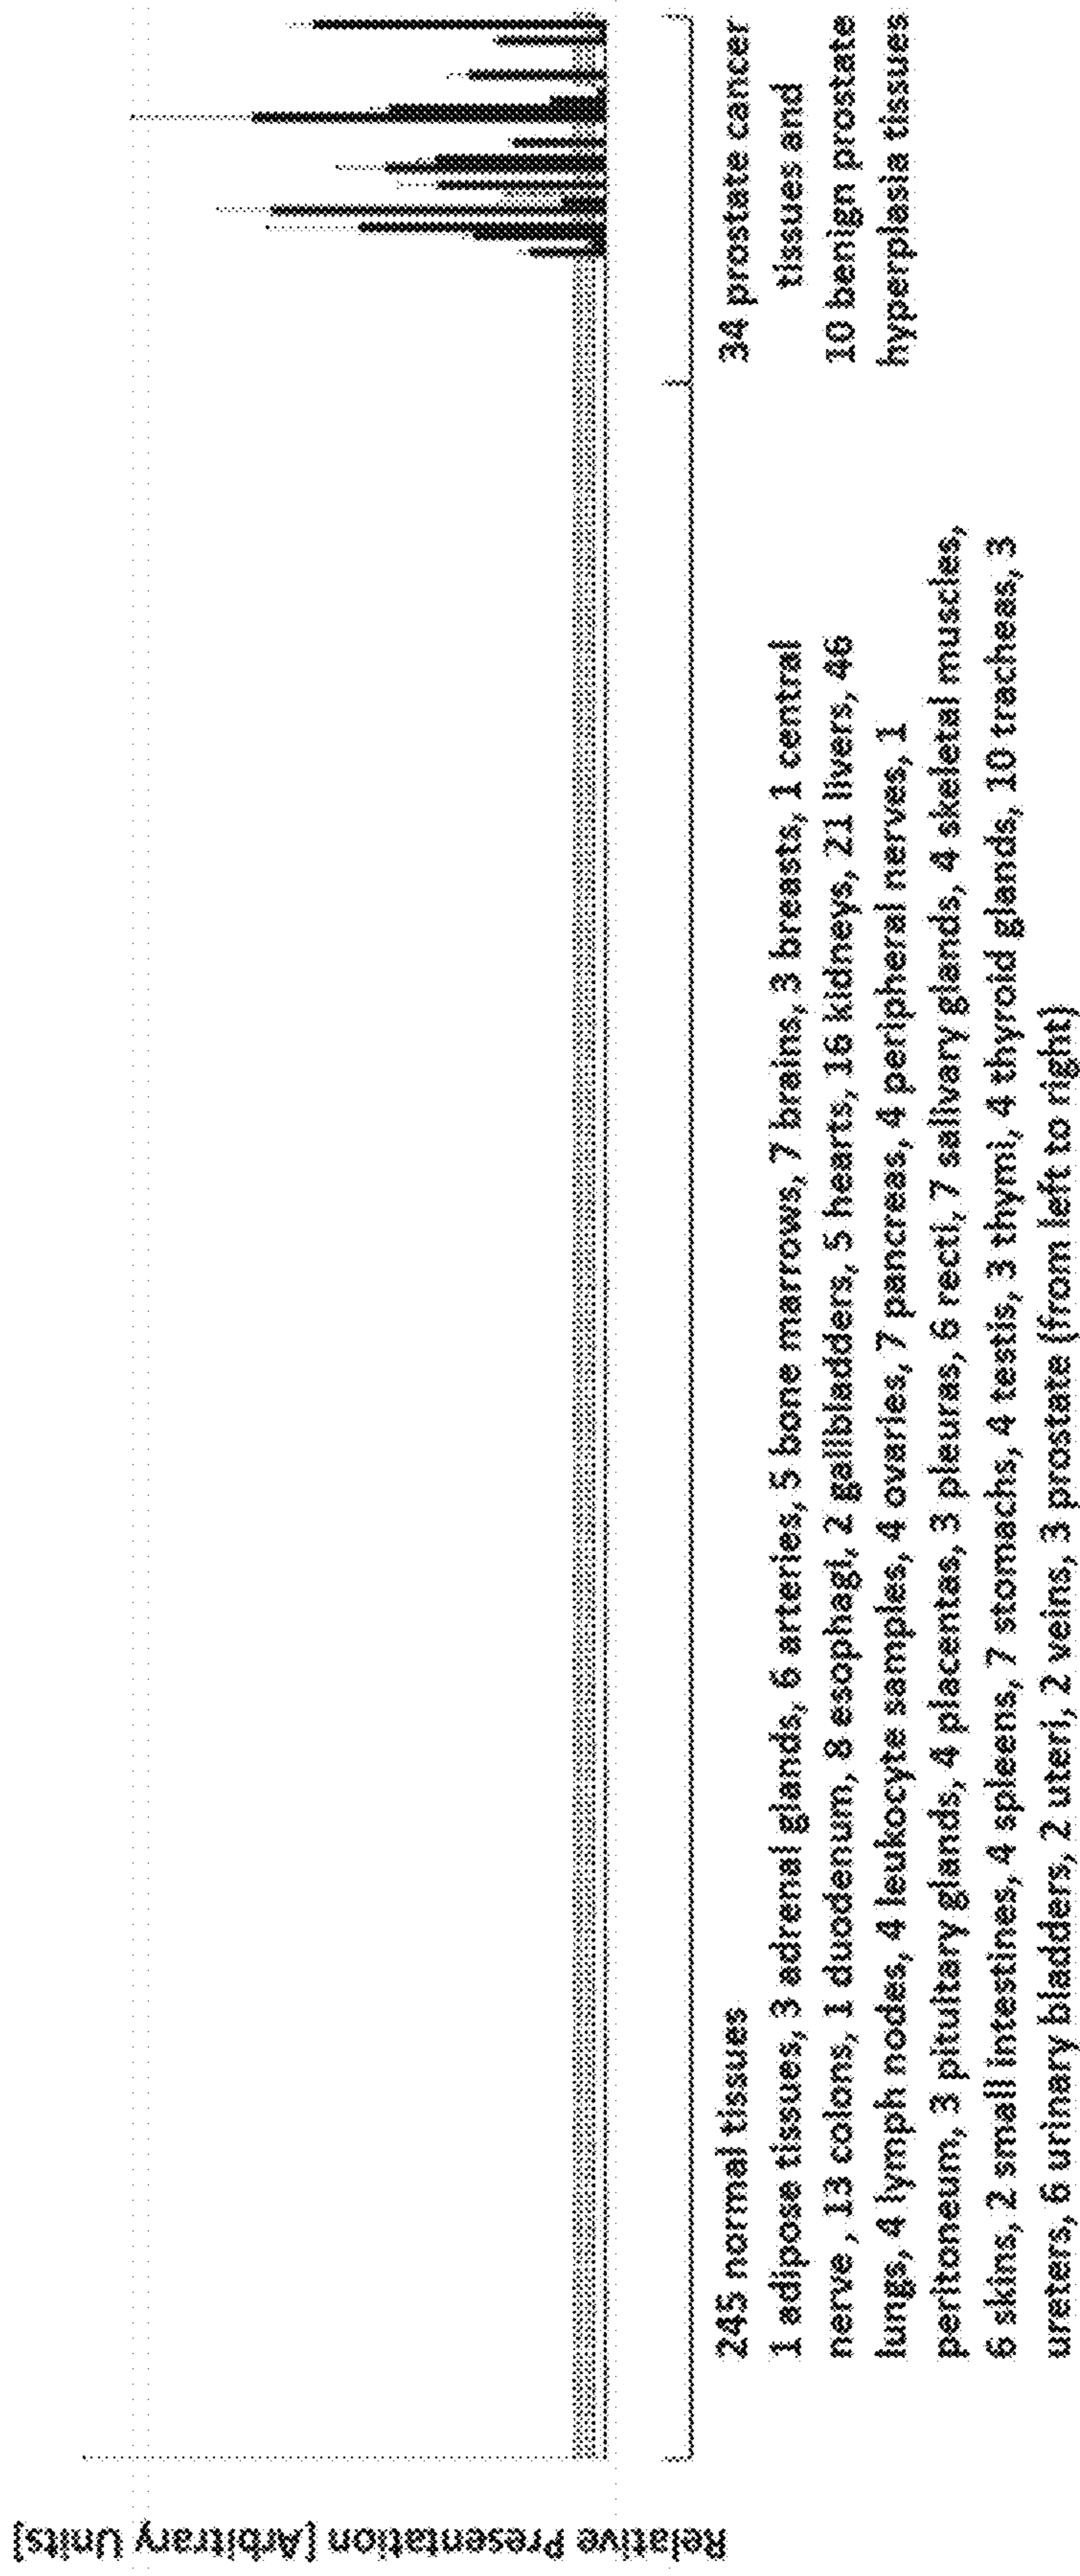 Relative Presentation [Arbitrary Units]
245 normal tissues
1 adipose tissues, 3 adrenal glands, 6 arteries, 5 bone marrows, 7 brains, 3 breasts, 1 central
nerve , 13 colons, 1 duodenum, 8 esophagi, 2 gallbladders, 5 hearts, 16 kidneys, 21 livers, 46
lungs, 4 lymph nodes, 4 leukocyte samples, 4 ovaries, 7 pancreas, 4 peripheral nerves, 1
peritoneum, 3 pituitary glands, 4 placentas, 3 pleuras, 6 recti, 7 salivary glands, 4 skeletal muscles,
6 skins, 2 small intestines, 4 spleens, 7 stomachs, 4 testis, 3 thymi, 4 thyroid glands, 10 tracheas, 3
ureters, 6 urinary bladders, 2 uteri, 2 veins, 3 prostate (from left to right)
34 prostate cancer
tissues and
10 benign prostate
hyperplasia tissues